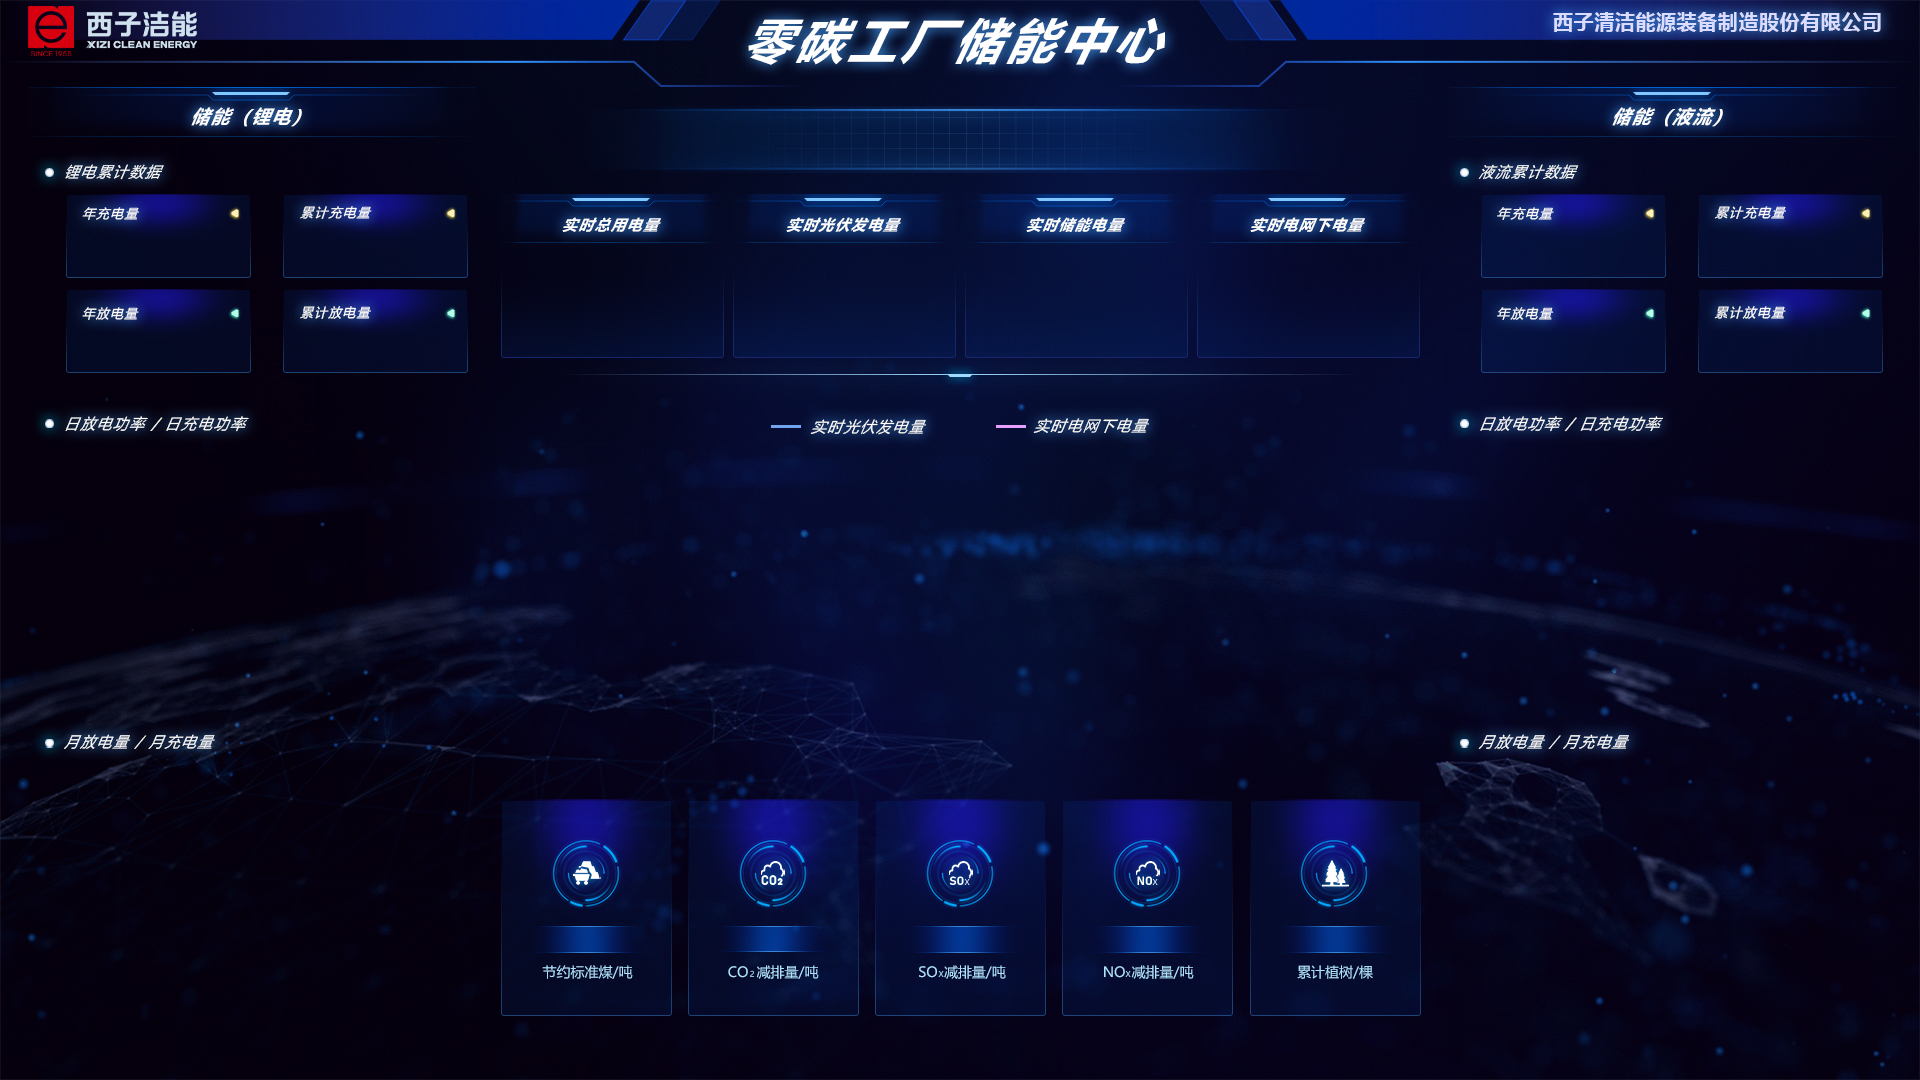 西子洁能
XIZI CLEAN ENERGY
SINCE 1955
零碳工厂储能中心
西子清洁能源装备制造股份有限公司
储能（锂电）
锂电累计数据
年充电量
累计充电量
年放电量
累计放电量
日放电功率 / 日充电功率
月放电量 / 月充电量
实时总用电量
实时光伏发电量
实时储能电量
实时电网下电量
实时光伏发电量
实时电网下电量
CO₂
SOₓ
NOₓ
节约标准煤/吨
CO₂减排量/吨
SOₓ减排量/吨
NOₓ减排量/吨
累计植树/棵
储能（液流）
液流累计数据
年充电量
累计充电量
年放电量
累计放电量
日放电功率 / 日充电功率
月放电量 / 月充电量